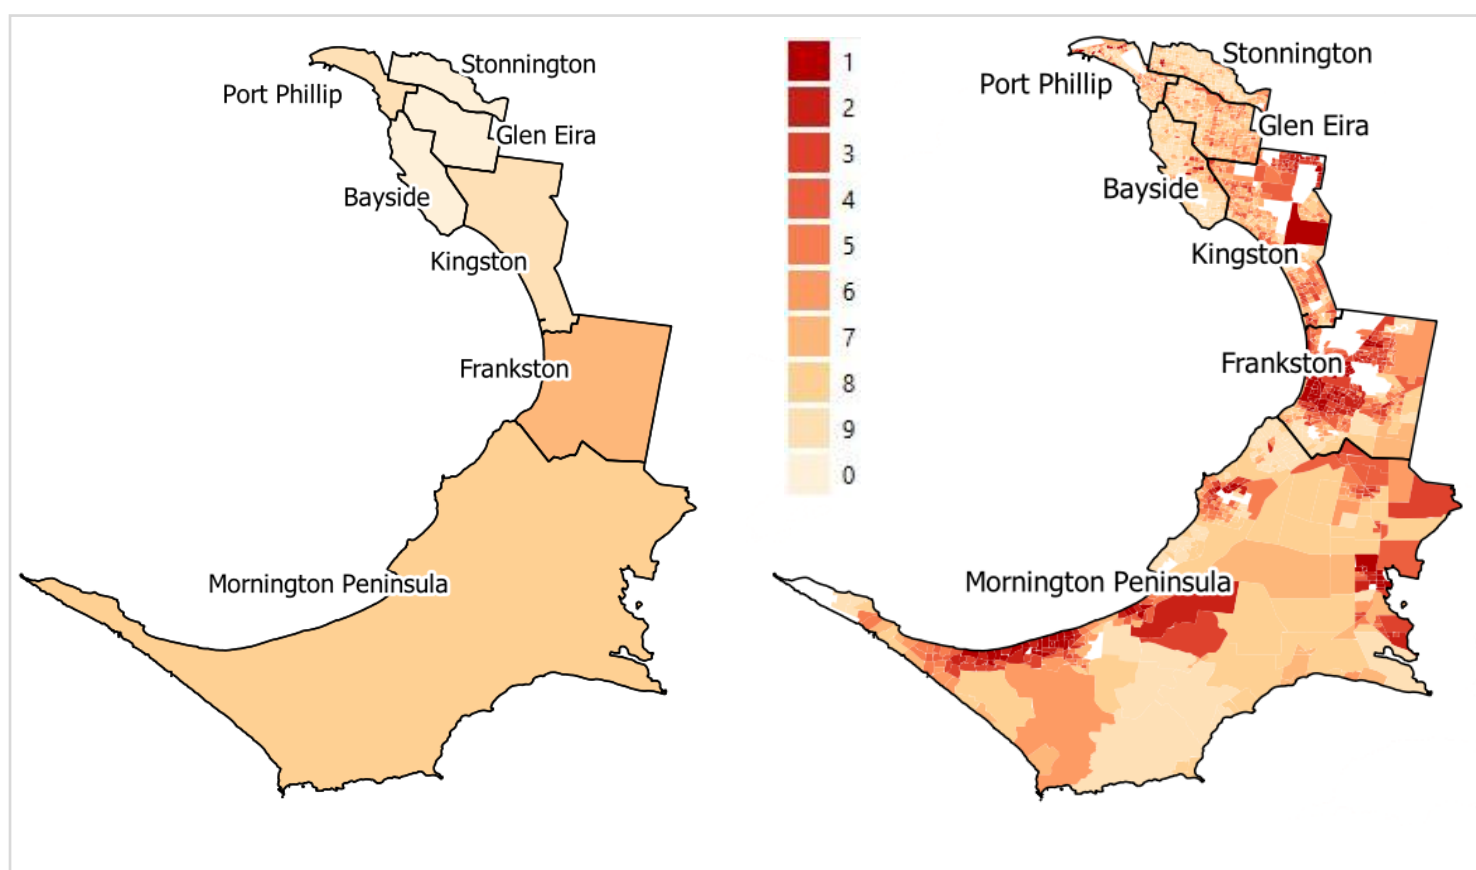 Stonnington
Port Phillip
Glen Eira
Bayside
Kingston
Frankston
Mornington Peninsula
1
2
3
4
5
6
7
8
9
0
Stonnington
Port Phillip
Glen Eira
Bayside
Kingston
Frankston
Mornington Peninsula